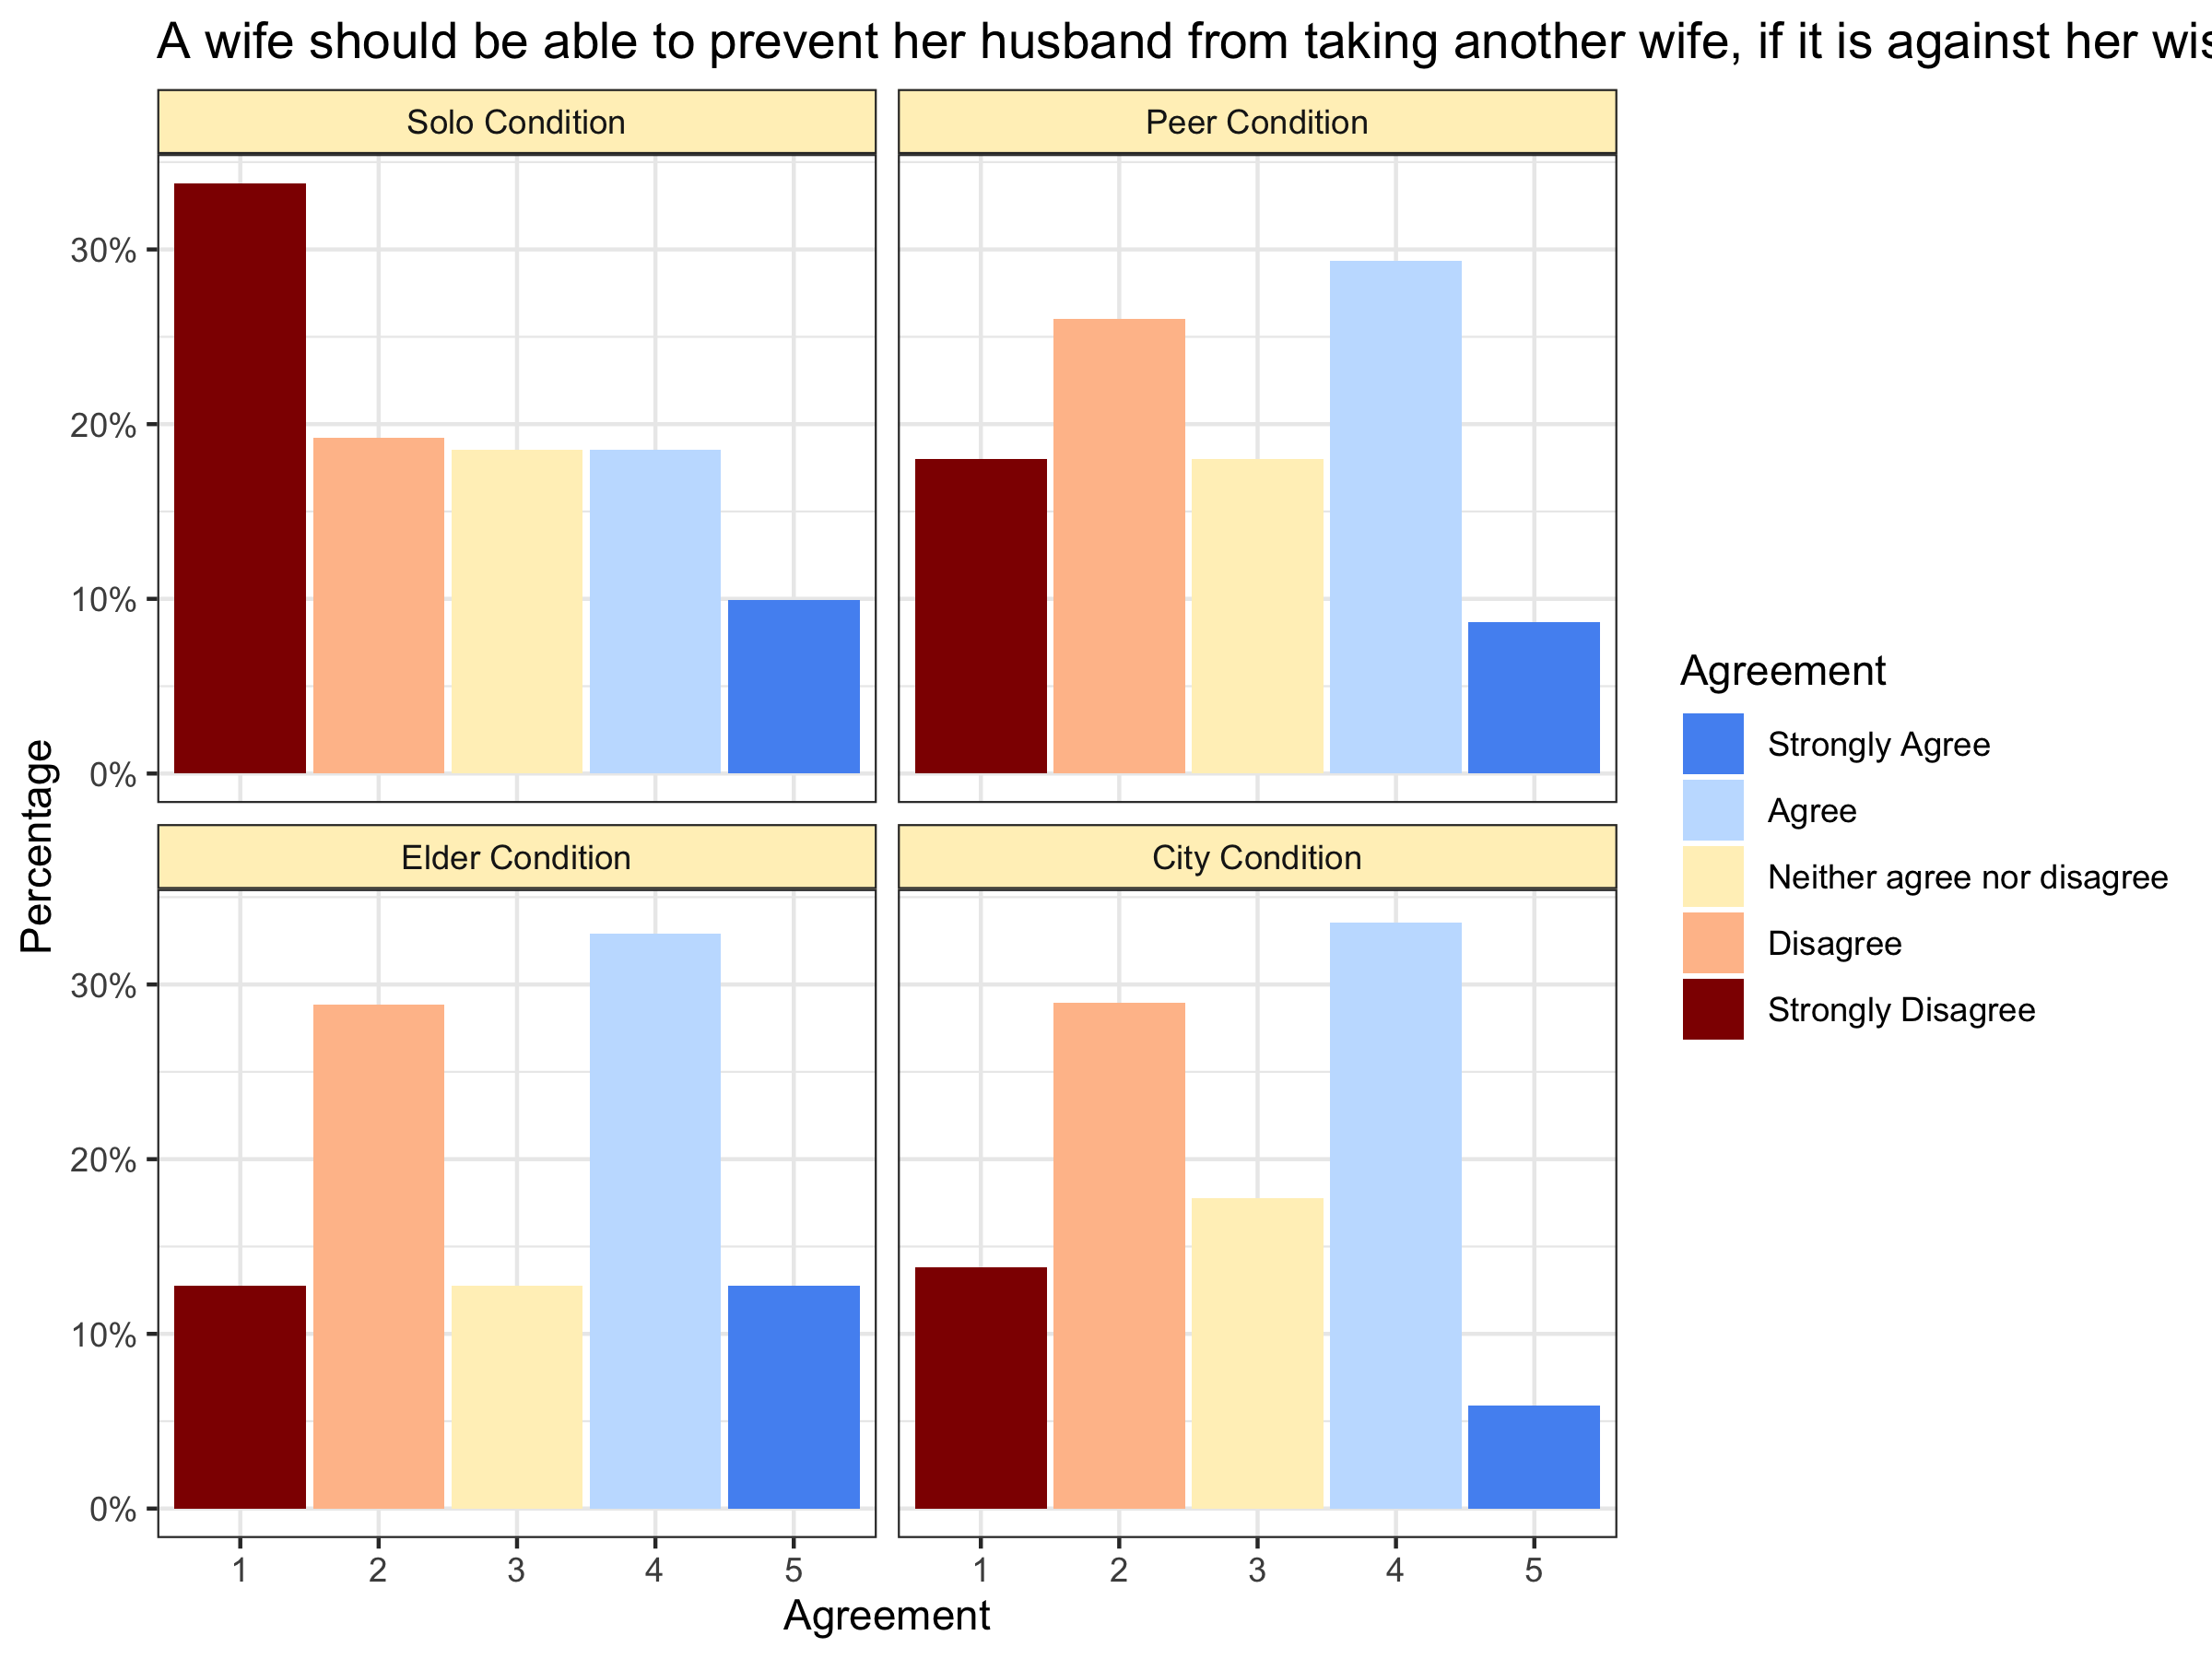 A wife should be able to prevent her husband from taking another wife, if it is against her
Solo Condition
Peer Condition
30%
20%
10%
0%
Elder Condition
City Condition
30%
20%
10%
0%
1 2 3 4 5
1 2 3 4 5
Agreement
Percentage
Agreement
Strongly Agree
Agree
Neither agree nor disagree
Disagree
Strongly Disagree